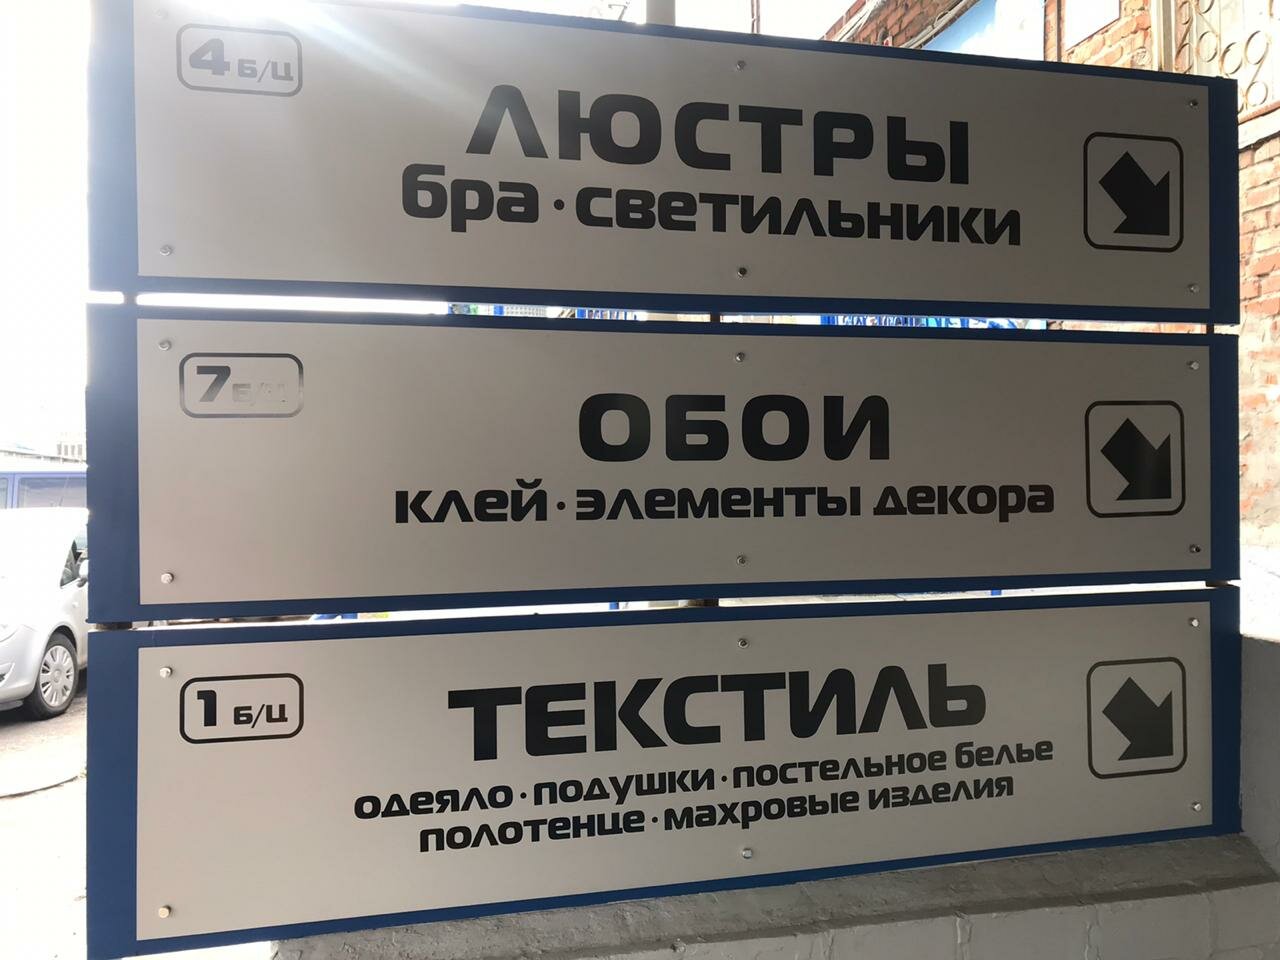 4 Б/Ц
ЛЮСТРЫ
бра · светильники
7 Б/Ц
ОБОИ
клей · элементы декора
1 Б/Ц
ТЕКСТИЛЬ
одеяло · подушки · постельное белье
полотенце · махровые изделия